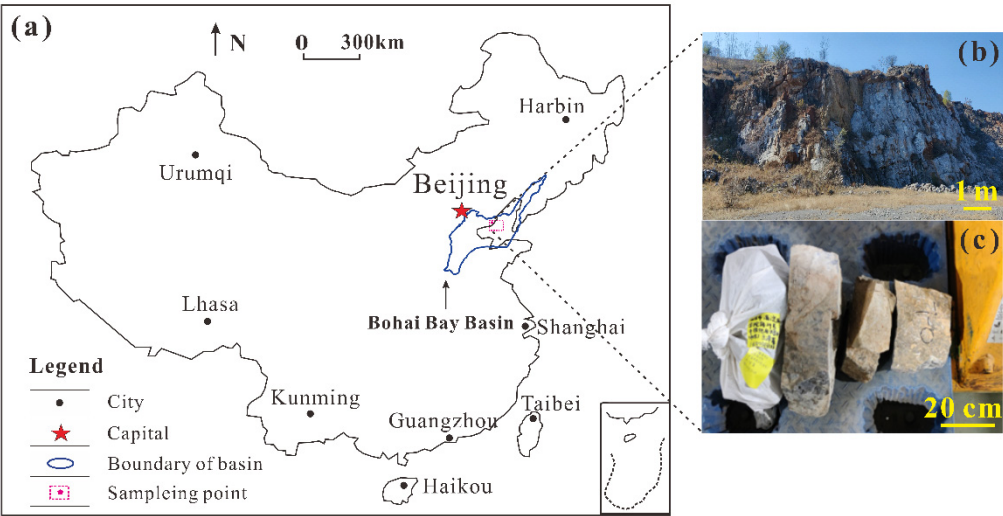 (a)
N
0 300km
Harbin
Urumqi
Beijing
Lhasa
Bohai Bay Basin
Shanghai
Kunming
Guangzhou
Taibei
Haikou
Legend
City
Capital
Boundary of basin
Sampleing point
(b)
1 m
(c)
20 cm